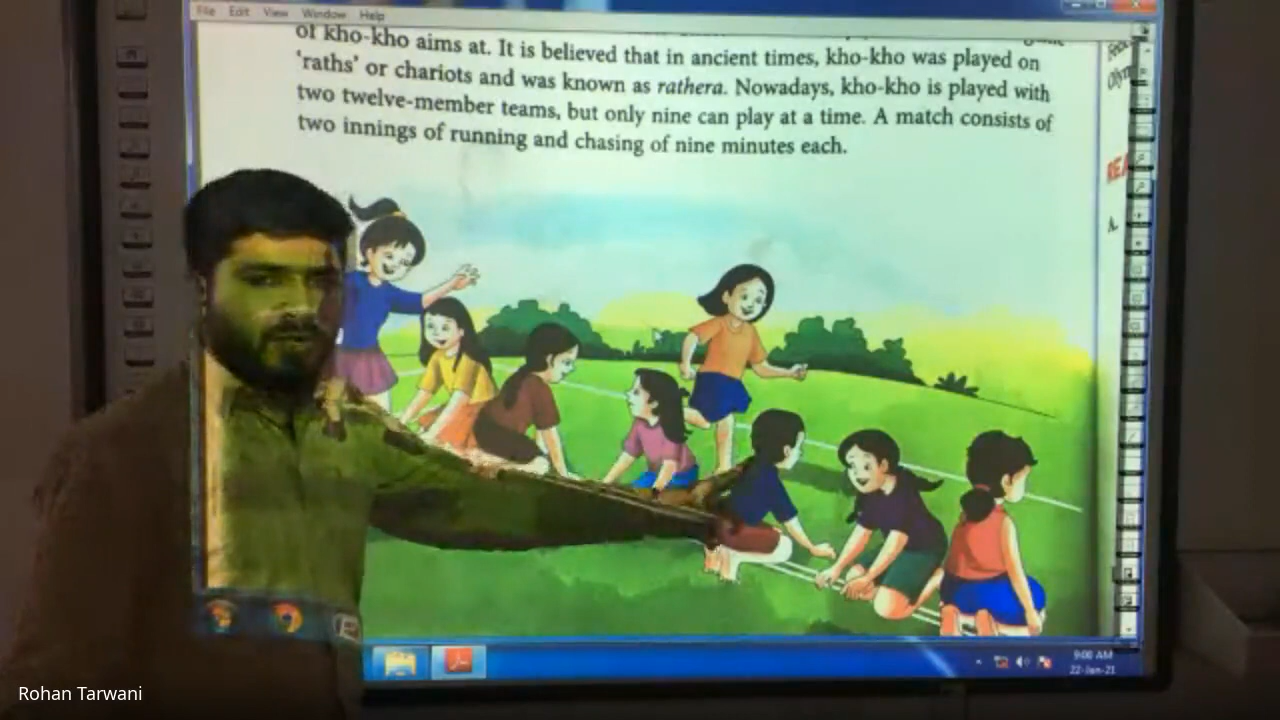 File Edit View Window Help
of kho-kho aims at. It is believed that in ancient times, kho-kho was played on
'raths' or chariots and was known as rathera. Nowadays, kho-kho is played with
two twelve-member teams, but only nine can play at a time. A match consists of
two innings of running and chasing of nine minutes each.
REA
A.
9:00 AM
22-Jan-21
Rohan Tarwani